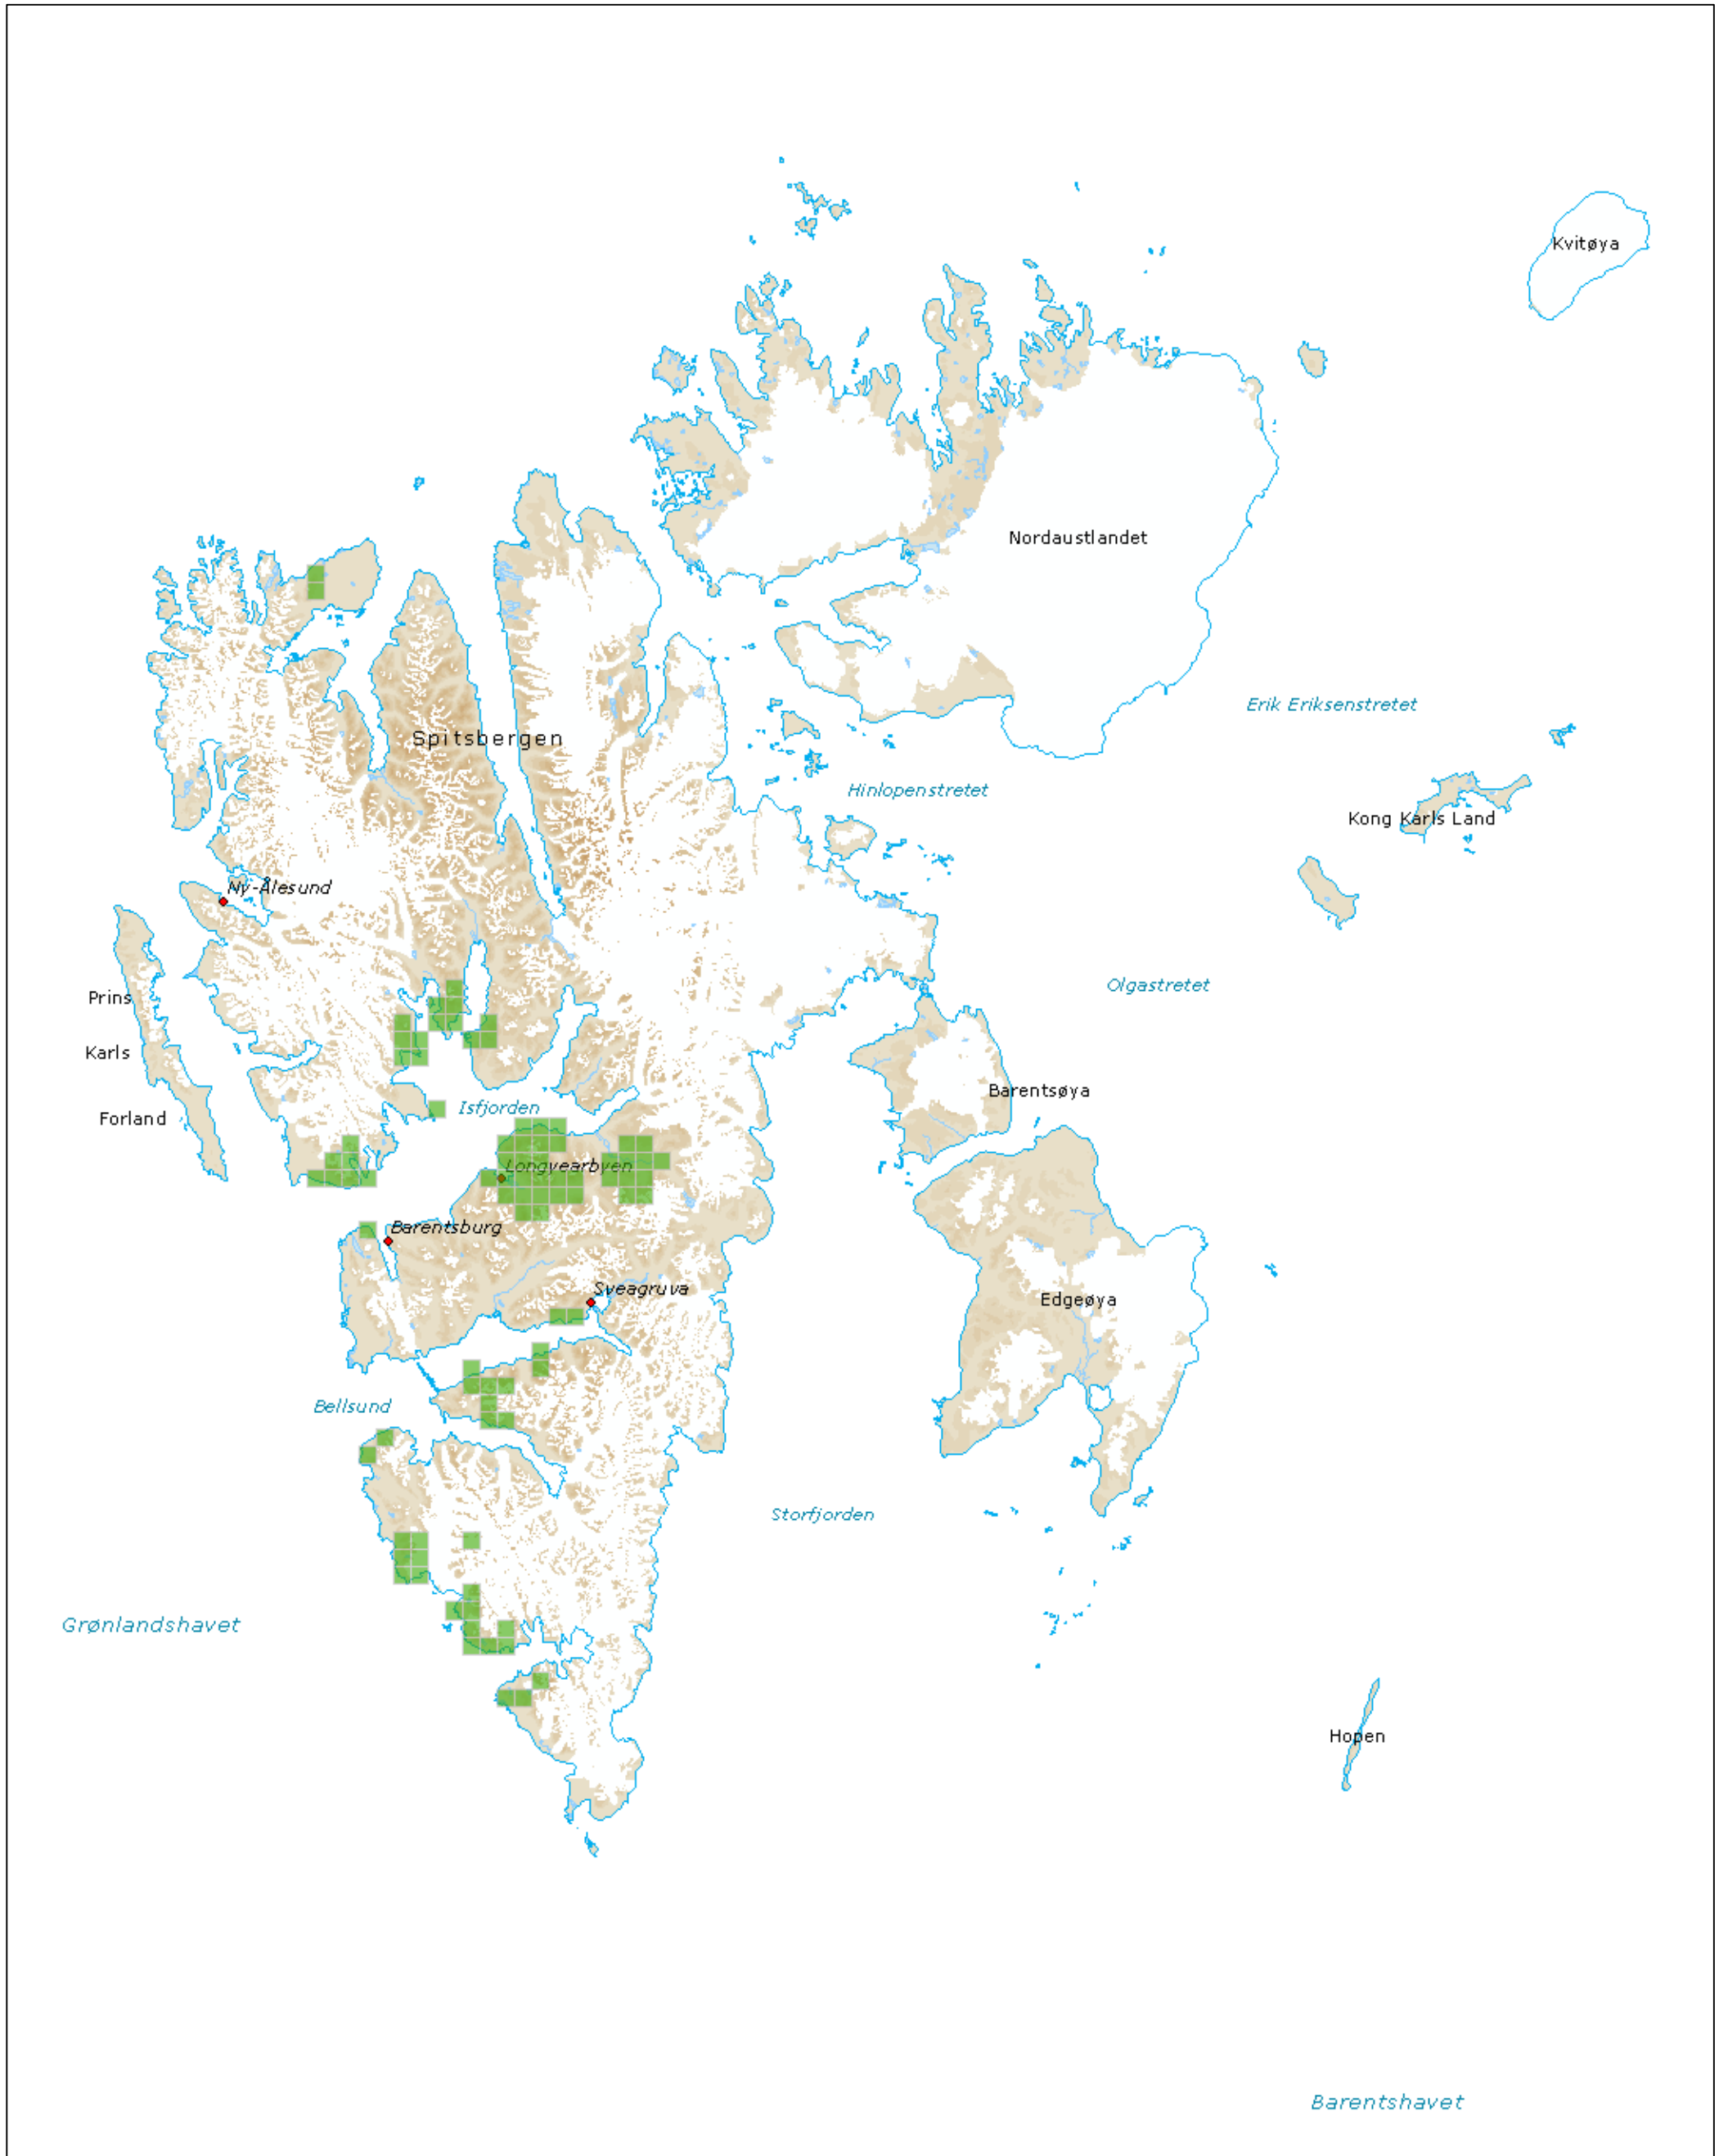 Kvitøya
Nordaustlandet
Erik Eriksenstretet
Spitsbergen
Hinlopenstretet
Kong Karls Land
Ny-Ålesund
Olgastretet
Prins
Karls
Forland
Barentsøya
Isfjorden
Longyearbyen
Barentsburg
Sveagruva
Edgeøya
Bellsund
Storfjorden
Grønlandshavet
Hopen
Barentshavet